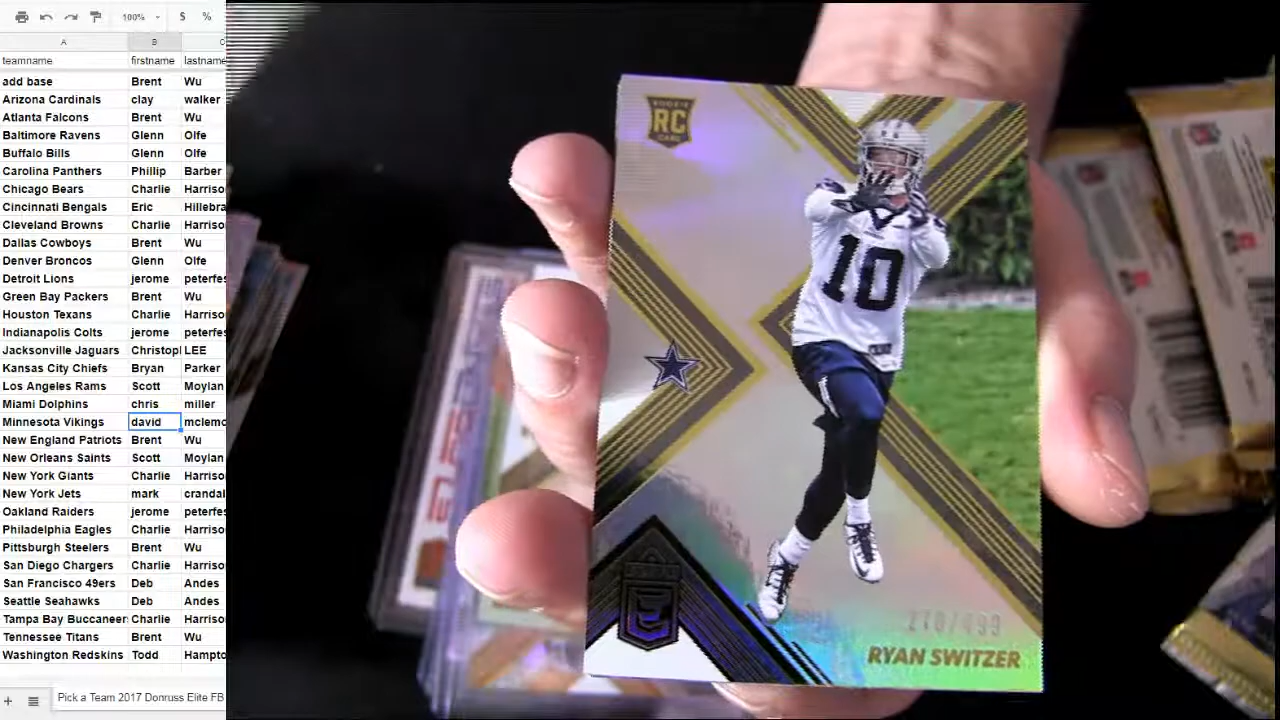 100% $ %
A B C
teamname firstname lastname
add base Brent Wu
Arizona Cardinals clay walker
Atlanta Falcons Brent Wu
Baltimore Ravens Glenn Olfe
Buffalo Bills Glenn Olfe
Carolina Panthers Phillip Barber
Chicago Bears Charlie Harriso
Cincinnati Bengals Eric Hillebra
Cleveland Browns Charlie Harriso
Dallas Cowboys Brent Wu
Denver Broncos Glenn Olfe
Detroit Lions jerome peterfes
Green Bay Packers Brent Wu
Houston Texans Charlie Harriso
Indianapolis Colts jerome peterfes
Jacksonville Jaguars Christopl LEE
Kansas City Chiefs Bryan Parker
Los Angeles Rams Scott Moylan
Miami Dolphins chris miller
Minnesota Vikings david mclemo
New England Patriots Brent Wu
New Orleans Saints Scott Moylan
New York Giants Charlie Harriso
New York Jets mark crandal
Oakland Raiders jerome peterfes
Philadelphia Eagles Charlie Harriso
Pittsburgh Steelers Brent Wu
San Diego Chargers Charlie Harriso
San Francisco 49ers Deb Andes
Seattle Seahawks Deb Andes
Tampa Bay Buccaneers Charlie Harriso
Tennessee Titans Brent Wu
Washington Redskins Todd Hampto
Pick a Team 2017 Donruss Elite FB
ROOKIE
RC
CARD
10
270/499
RYAN SWITZER